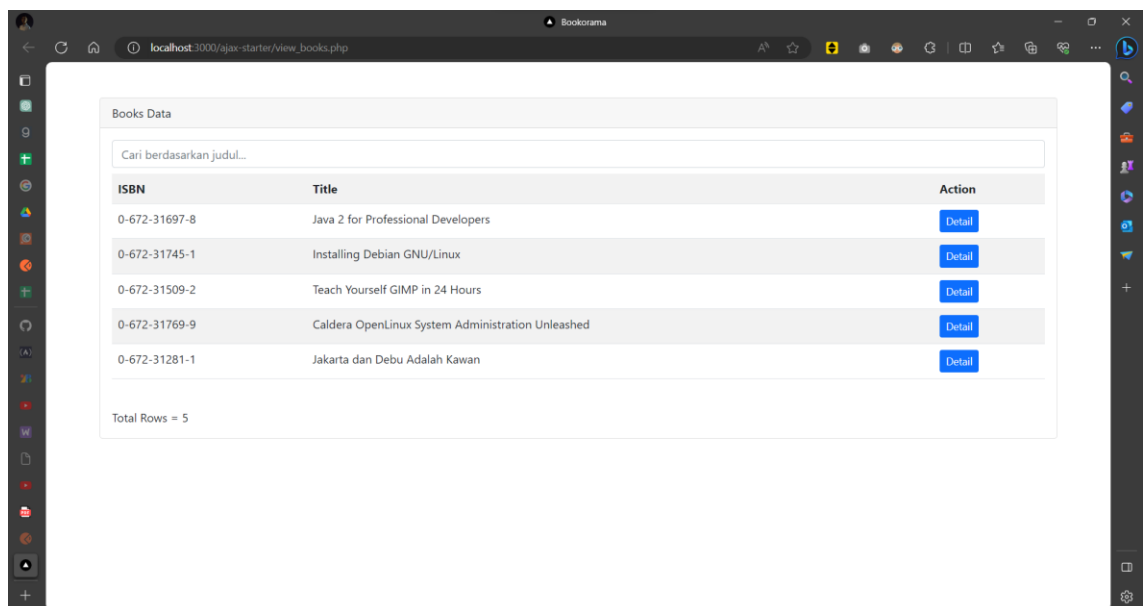 Bookorama
localhost:3000/ajax-starter/view_books.php
Books Data
Cari berdasarkan judul...
ISBN Title Action
0-672-31697-8 Java 2 for Professional Developers Detail
0-672-31745-1 Installing Debian GNU/Linux Detail
0-672-31509-2 Teach Yourself GIMP in 24 Hours Detail
0-672-31769-9 Caldera OpenLinux System Administration Unleashed Detail
0-672-31281-1 Jakarta dan Debu Adalah Kawan Detail
Total Rows = 5